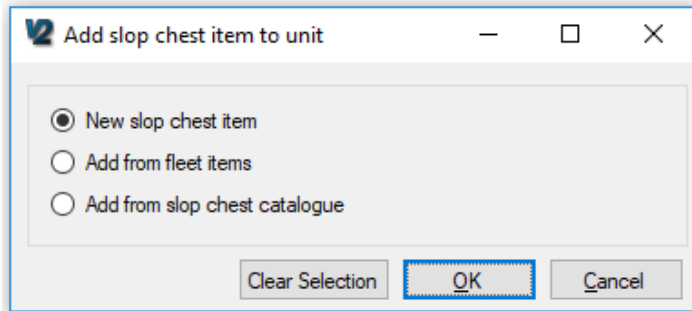 V2 Add slop chest item to unit
New slop chest item
Add from fleet items
Add from slop chest catalogue
Clear Selection OK Cancel